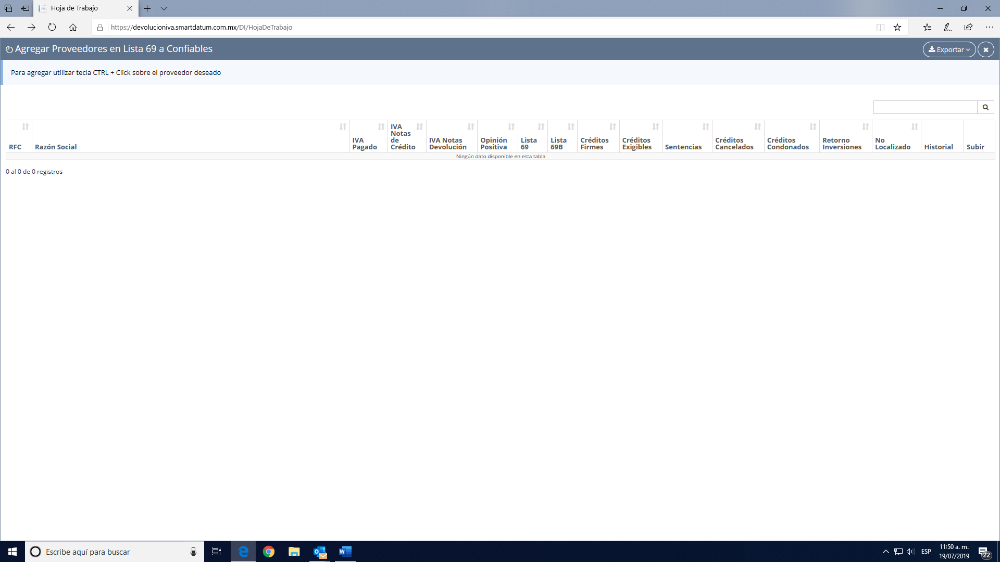 Hoja de Trabajo
https://devolucioniva.smartdatum.com.mx/DI/HojaDeTrabajo
Agregar Proveedores en Lista 69 a Confiables
Exportar
Para agregar utilizar tecla CTRL + Click sobre el proveedor deseado
RFC
Razón Social
IVA
Pagado
IVA
Notas
de
Crédito
IVA Notas
Devolución
Opinión
Positiva
Lista
69
Lista
69B
Créditos
Firmes
Créditos
Exigibles
Sentencias
Créditos
Cancelados
Créditos
Condonados
Retorno
Inversiones
No
Localizado
Historial
Subir
Ningún dato disponible en esta tabla
0 al 0 de 0 registros
Escribe aquí para buscar
ESP
11:50 a. m.
19/07/2019
22